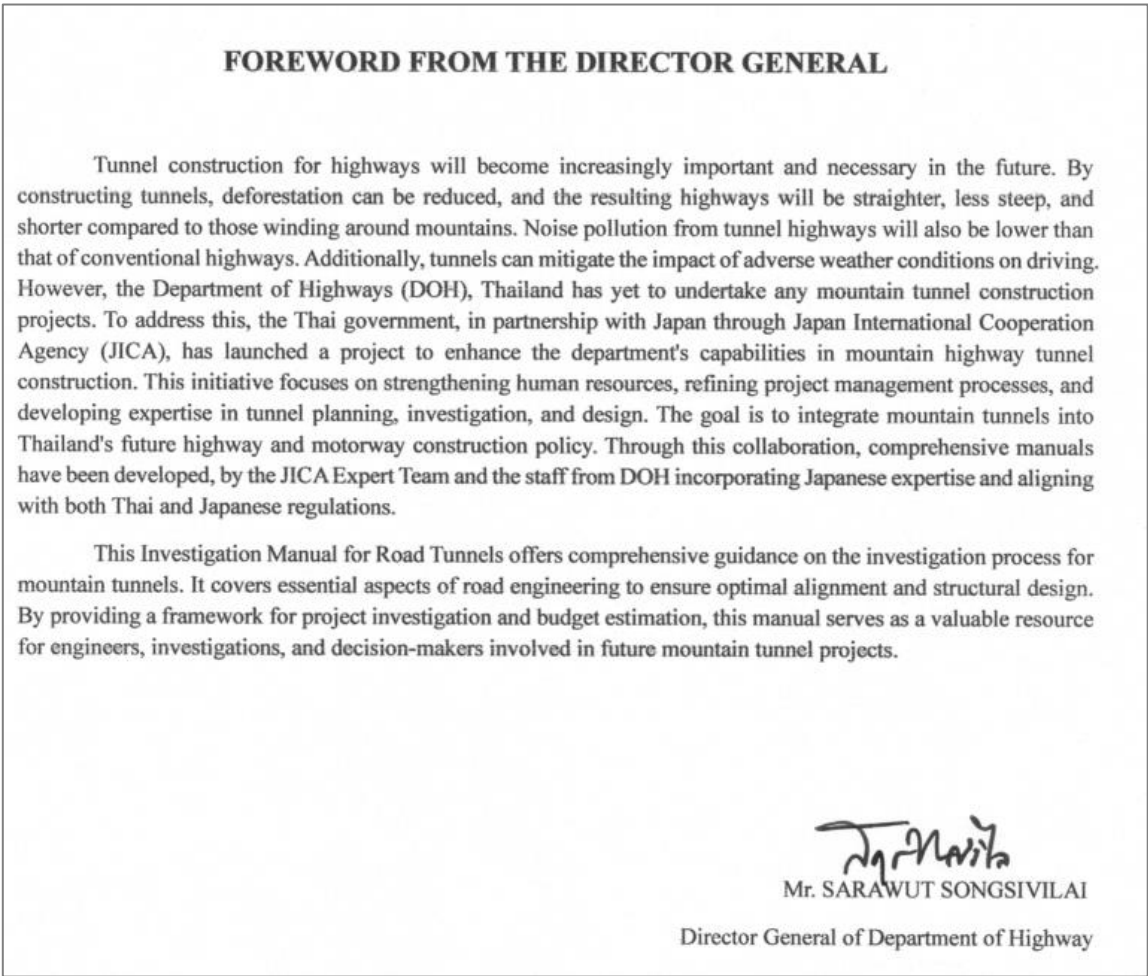 FOREWORD FROM THE DIRECTOR GENERAL
Tunnel construction for highways will become increasingly important and necessary in the future. By
constructing tunnels, deforestation can be reduced, and the resulting highways will be straighter, less steep, and
shorter compared to those winding around mountains. Noise pollution from tunnel highways will also be lower than
that of conventional highways. Additionally, tunnels can mitigate the impact of adverse weather conditions on driving.
However, the Department of Highways (DOH), Thailand has yet to undertake any mountain tunnel construction
projects. To address this, the Thai government, in partnership with Japan through Japan International Cooperation
Agency (JICA), has launched a project to enhance the department's capabilities in mountain highway tunnel
construction. This initiative focuses on strengthening human resources, refining project management processes, and
developing expertise in tunnel planning, investigation, and design. The goal is to integrate mountain tunnels into
Thailand's future highway and motorway construction policy. Through this collaboration, comprehensive manuals
have been developed, by the JICA Expert Team and the staff from DOH incorporating Japanese expertise and aligning
with both Thai and Japanese regulations.
This Investigation Manual for Road Tunnels offers comprehensive guidance on the investigation process for
mountain tunnels. It covers essential aspects of road engineering to ensure optimal alignment and structural design.
By providing a framework for project investigation and budget estimation, this manual serves as a valuable resource
for engineers, investigations, and decision-makers involved in future mountain tunnel projects.
Mr. SARAWUT SONGSIVILAI
Director General of Department of Highway